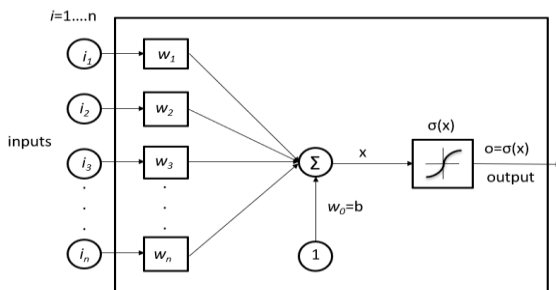 i=1....n
i1 w1
i2 w2
inputs
i3 w3
Σ
x
σ(x)
o=σ(x)
output
. .
. .
. .
.
w0=b
in wn
1